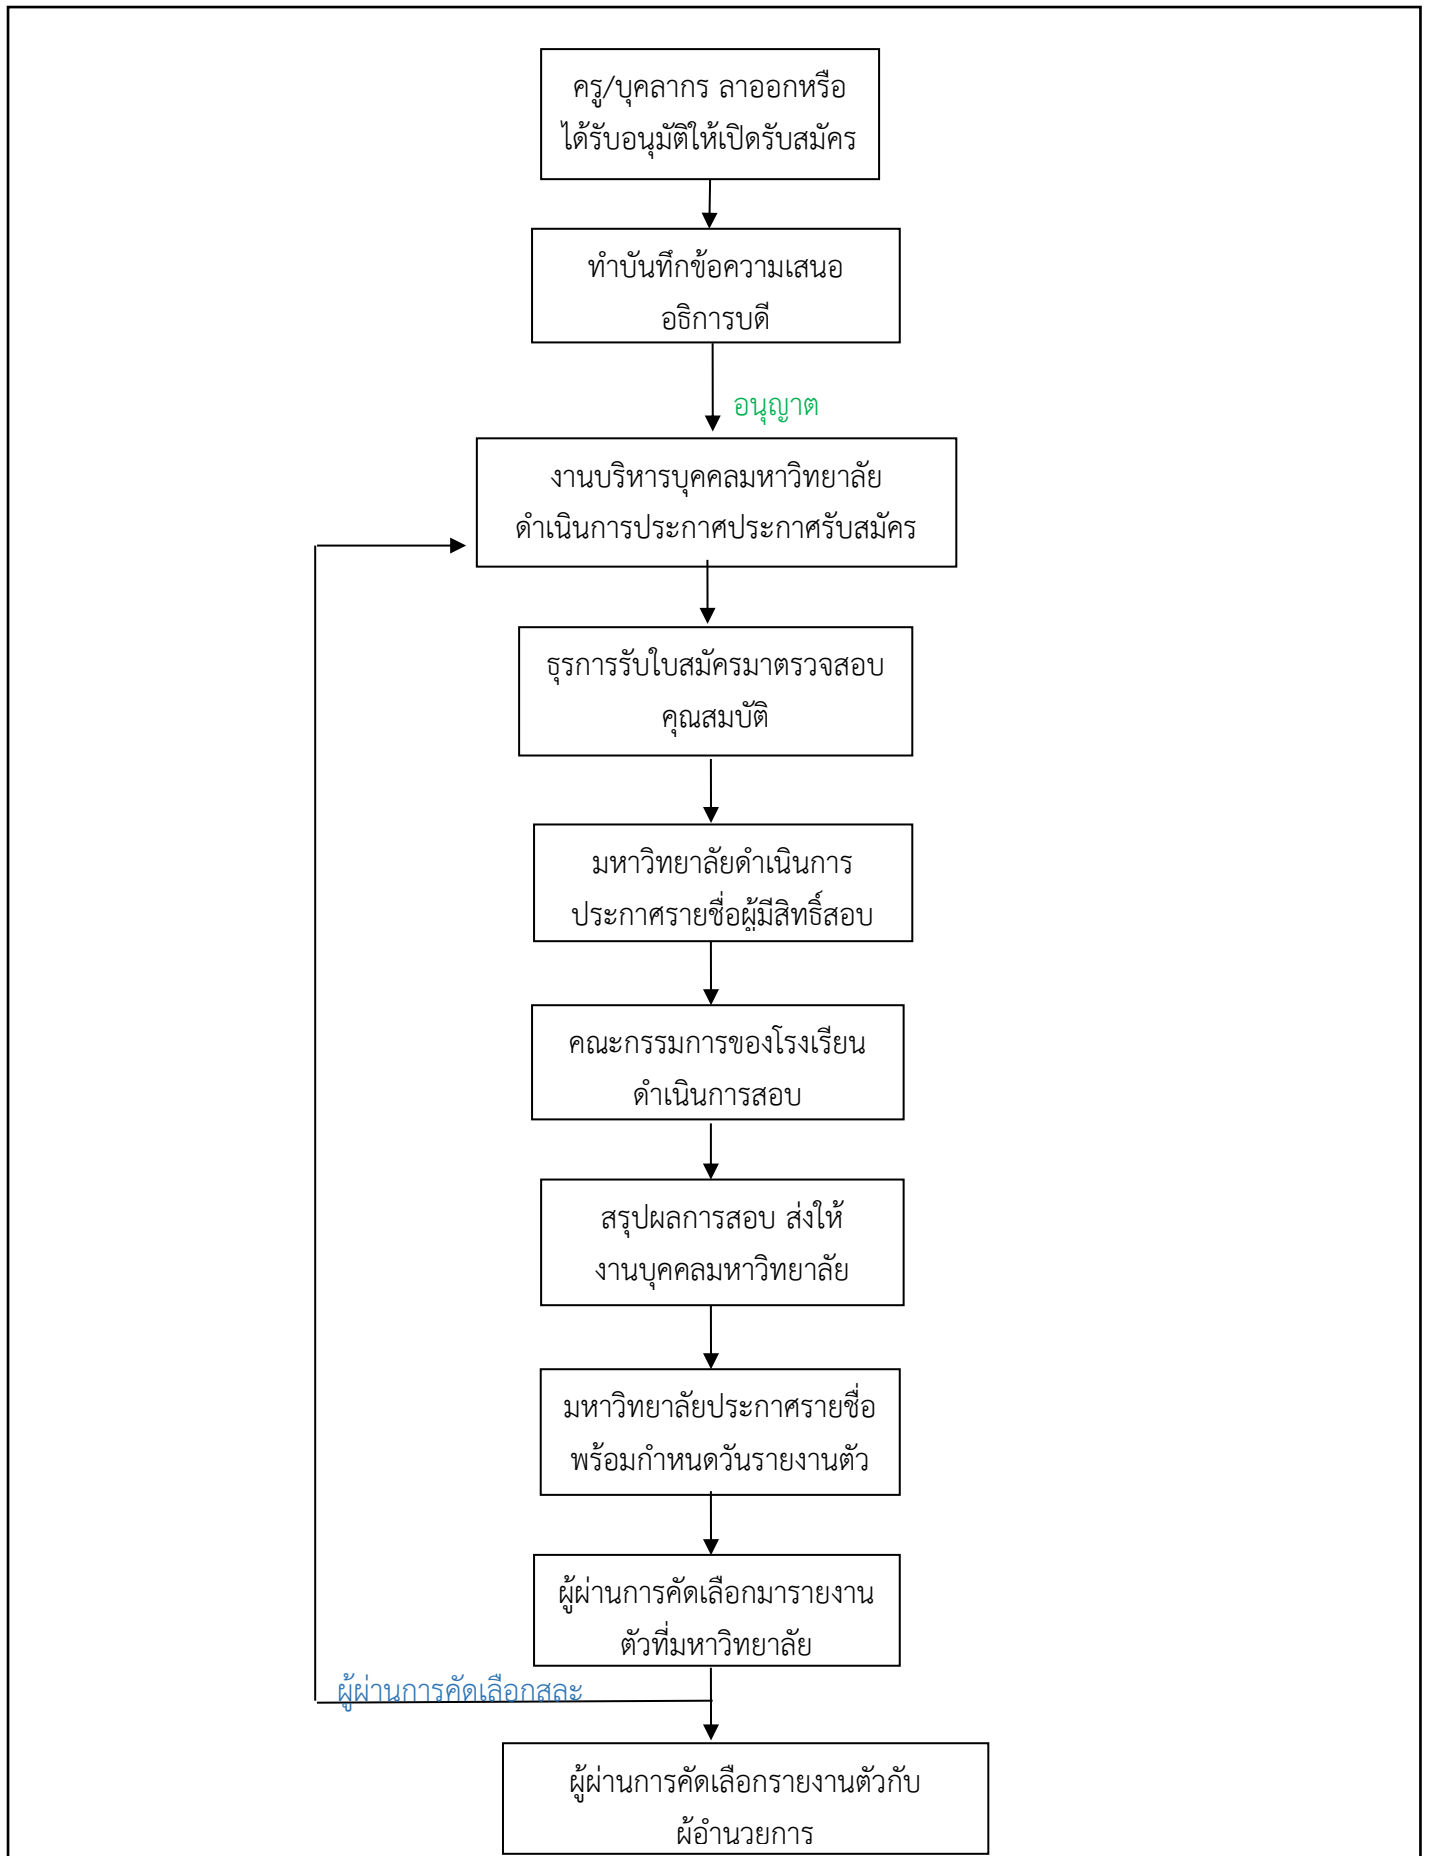 ครู/บุคลากร ลาออกหรือ
ได้รับอนุมัติให้เปิดรับสมัคร
ทำบันทึกข้อความเสนอ
อธิการบดี
อนุญาต
งานบริหารบุคคลมหาวิทยาลัย
ดำเนินการประกาศประกาศรับสมัคร
ธุรการรับใบสมัครมาตรวจสอบ
คุณสมบัติ
มหาวิทยาลัยดำเนินการ
ประกาศรายชื่อผู้มีสิทธิ์สอบ
คณะกรรมการของโรงเรียน
ดำเนินการสอบ
สรุปผลการสอบ ส่งให้
งานบุคคลมหาวิทยาลัย
มหาวิทยาลัยประกาศรายชื่อ
พร้อมกำหนดวันรายงานตัว
ผู้ผ่านการคัดเลือกมารายงาน
ตัวที่มหาวิทยาลัย
ผู้ผ่านการคัดเลือกสละ
ผู้ผ่านการคัดเลือกรายงานตัวกับ
ผู้อำนวยการ